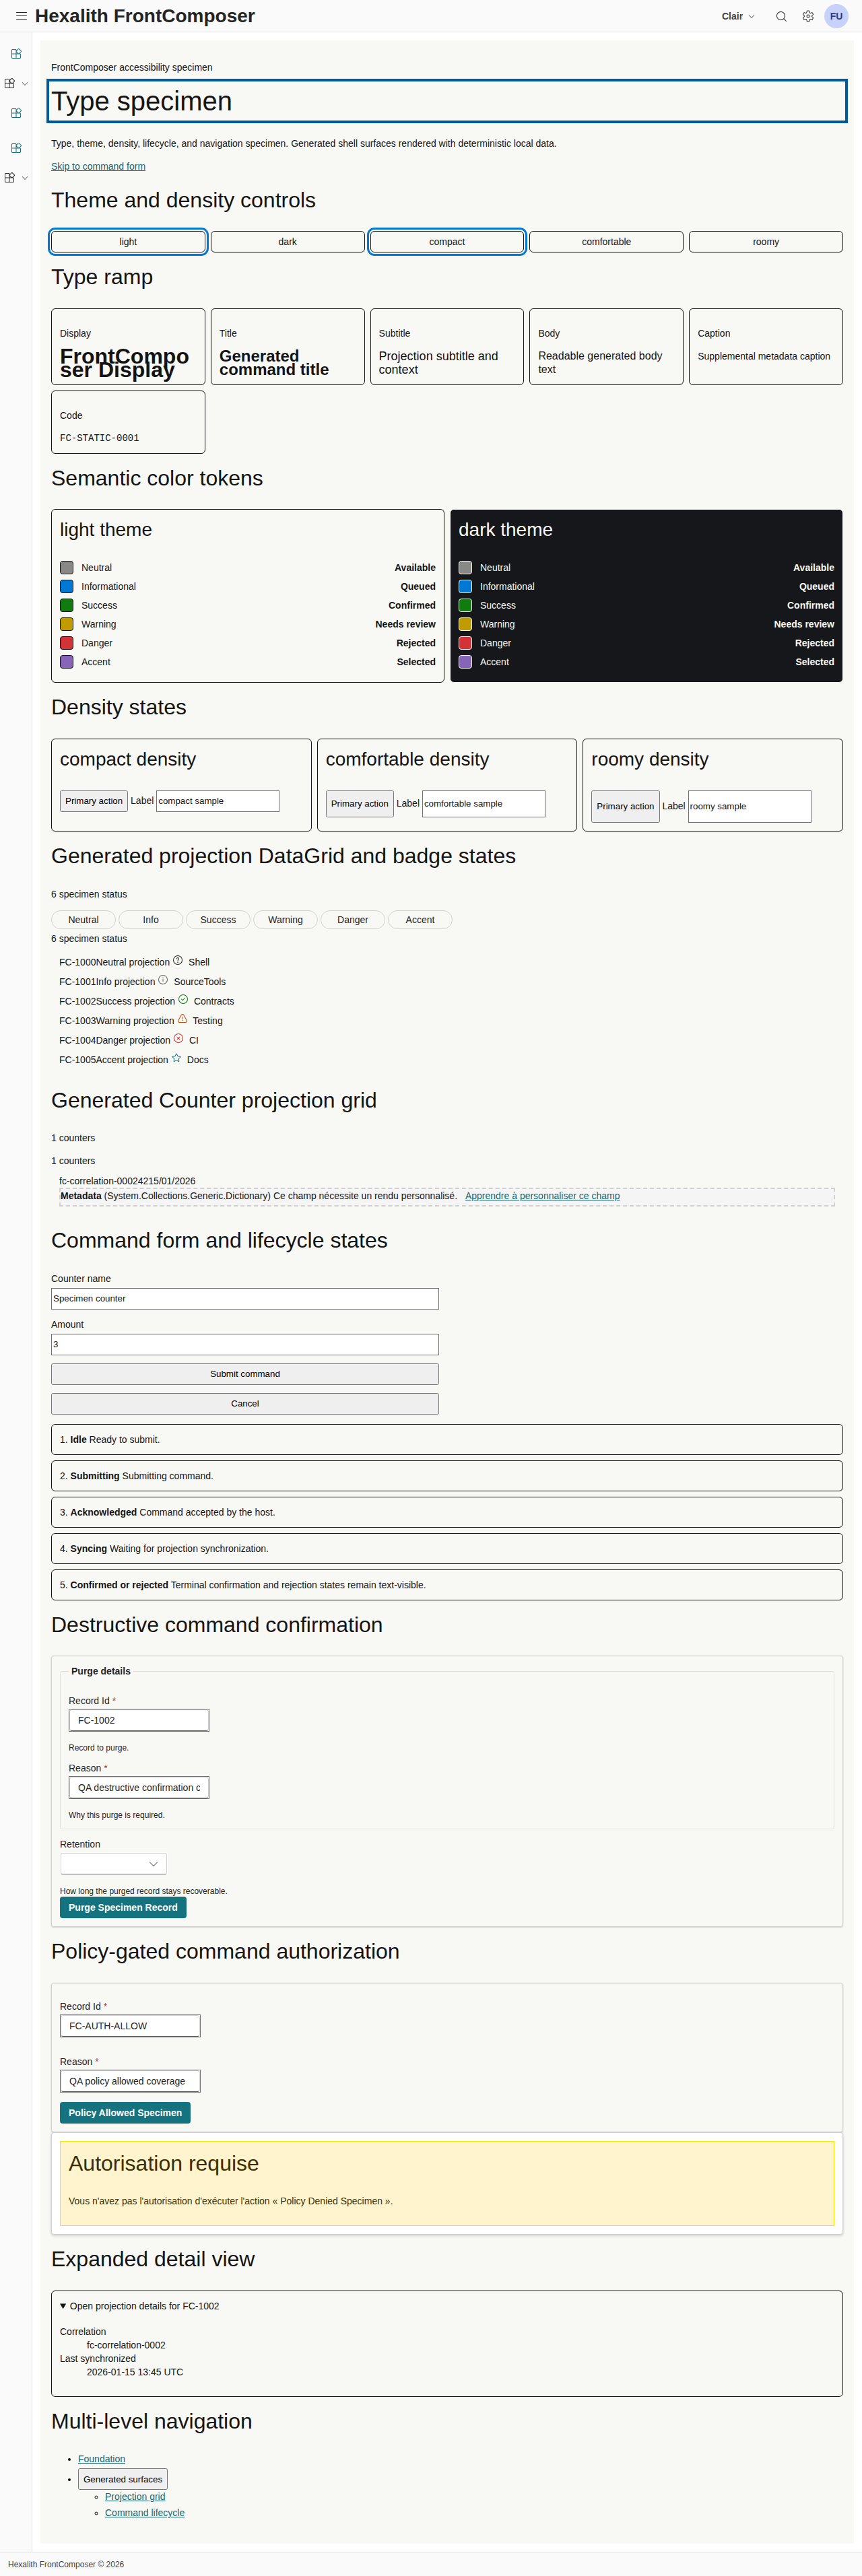 Hexalith FrontComposer
Clair
FU
FrontComposer accessibility specimen
Type specimen
Type, theme, density, lifecycle, and navigation specimen. Generated shell surfaces rendered with deterministic local data.
Skip to command form
Theme and density controls
light
dark
compact
comfortable
roomy
Type ramp
Display
FrontCompo
ser Display
Title
Generated
command title
Subtitle
Projection subtitle and
context
Body
Readable generated body
text
Caption
Supplemental metadata caption
Code
FC-STATIC-0001
Semantic color tokens
light theme
Neutral Available
Informational Queued
Success Confirmed
Warning Needs review
Danger Rejected
Accent Selected
dark theme
Neutral Available
Informational Queued
Success Confirmed
Warning Needs review
Danger Rejected
Accent Selected
Density states
compact density
Primary action Label compact sample
comfortable density
Primary action Label comfortable sample
roomy density
Primary action Label roomy sample
Generated projection DataGrid and badge states
6 specimen status
Neutral
Info
Success
Warning
Danger
Accent
6 specimen status
FC-1000Neutral projection Shell
FC-1001Info projection SourceTools
FC-1002Success projection Contracts
FC-1003Warning projection Testing
FC-1004Danger projection CI
FC-1005Accent projection Docs
Generated Counter projection grid
1 counters
1 counters
fc-correlation-00024215/01/2026
Metadata (System.Collections.Generic.Dictionary) Ce champ nécessite un rendu personnalisé. Apprendre à personnaliser ce champ
Command form and lifecycle states
Counter name
Specimen counter
Amount
3
Submit command
Cancel
1. Idle Ready to submit.
2. Submitting Submitting command.
3. Acknowledged Command accepted by the host.
4. Syncing Waiting for projection synchronization.
5. Confirmed or rejected Terminal confirmation and rejection states remain text-visible.
Destructive command confirmation
Purge details
Record Id *
FC-1002
Record to purge.
Reason *
QA destructive confirmation c
Why this purge is required.
Retention
How long the purged record stays recoverable.
Purge Specimen Record
Policy-gated command authorization
Record Id *
FC-AUTH-ALLOW
Reason *
QA policy allowed coverage
Policy Allowed Specimen
Autorisation requise
Vous n'avez pas l'autorisation d'exécuter l'action « Policy Denied Specimen ».
Expanded detail view
Open projection details for FC-1002
Correlation
fc-correlation-0002
Last synchronized
2026-01-15 13:45 UTC
Multi-level navigation
Foundation
Generated surfaces
Projection grid
Command lifecycle
Hexalith FrontComposer © 2026